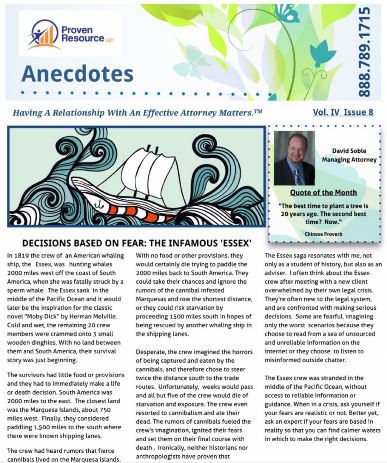 Proven
Resource LLC
Anecdotes
888.789.1715
Having A Relationship With An Effective Attorney Matters.™
Vol. IV Issue 8
David Soble
Managing Attorney
Quote of the Month
"The best time to plant a tree is
20 years ago. The second best
time? Now."
Chinese Proverb
DECISIONS BASED ON FEAR: THE INFAMOUS 'ESSEX'
In 1819 the crew of an American whaling
ship, the Essex, was hunting whales
2000 miles west off the coast of South
America, when she was fatally struck by a
sperm whale. The Essex sank in the
middle of the Pacific Ocean and it would
later be the inspiration for the classic
novel "Moby Dick" by Herman Melville.
Cold and wet, the remaining 20 crew
members were crammed onto 3 small
wooden dinghies. With no land between
them and South America, their survival
story was just beginning.
The survivors had little food or provisions
and they had to immediately make a life
or death decision. South America was
2000 miles to the east. The closest land
was the Marquesa islands, about 750
miles west. Finally, they considered
paddling 1,500 miles to the south where
there were known shipping lanes.
The crew had heard rumors that fierce
cannibals lived on the Marquesa islands.
With no food or other provisions, they
would certainly die trying to paddle the
2000 miles back to South America. They
could take their chances and ignore the
rumors of the cannibal infested
Marquesas and row the shortest distance,
or they could risk starvation by
proceeding 1500 miles south in hopes of
being rescued by another whaling ship in
the shipping lanes.
Desperate, the crew imagined the horrors
of being captured and eaten by the
cannibals, and therefore chose to steer
twice the distance south to the trade
routes. Unfortunately, weeks would pass
and all but five of the crew would die of
starvation and exposure. The crew even
resorted to cannibalism and ate their
dead. The rumors of cannibals fueled the
crew's imagination, ignited their fears
and set them on their final course with
death . Ironically, neither historians nor
anthropologists have proven that
The Essex saga resonates with me, not
only as a student of history, but also as an
adviser. I often think about the Essex
crew after meeting with a new client
overwhelmed by their own legal crisis.
They're often new to the legal system,
and are confronted with making serious
decisions. Some are fearful, imagining
only the worst scenarios because they
choose to read from a sea of unsourced
and unreliable information on the
internet or they choose to listen to
misinformed outside chatter.
The Essex crew was stranded in the
middle of the Pacific Ocean, without
access to reliable information or
guidance. When in a crisis, ask yourself if
your fears are realistic or not. Better yet,
ask an expert if your fears are based in
reality so that you can find calmer waters
in which to make the right decisions.